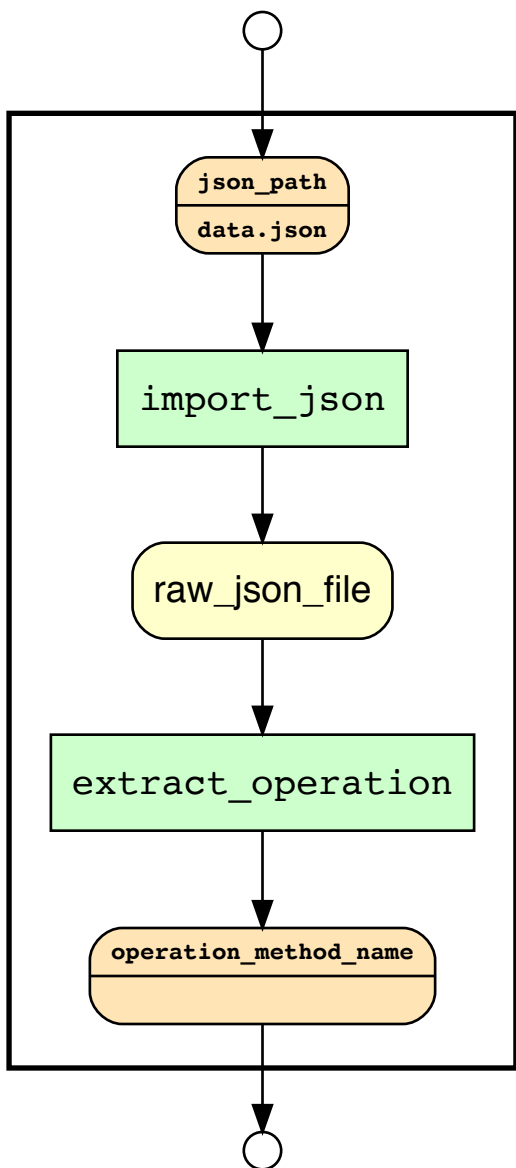 json_path
data.json
import_json
raw_json_file
extract_operation
operation_method_name